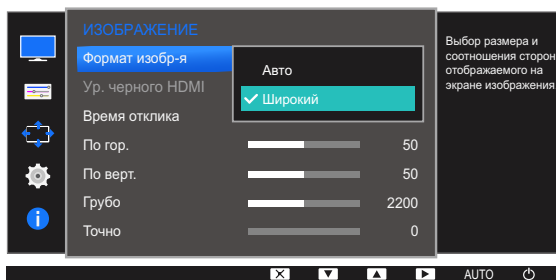 ИЗОБРАЖЕНИЕ
Формат изобр-я
Авто
Ур. черного HDMI
Широкий
Время отклика
По гор.
50
По верт.
50
Грубо
2200
Точно
0
Выбор размера и
соотношения сторон
отображаемого на
экране изображения
AUTO